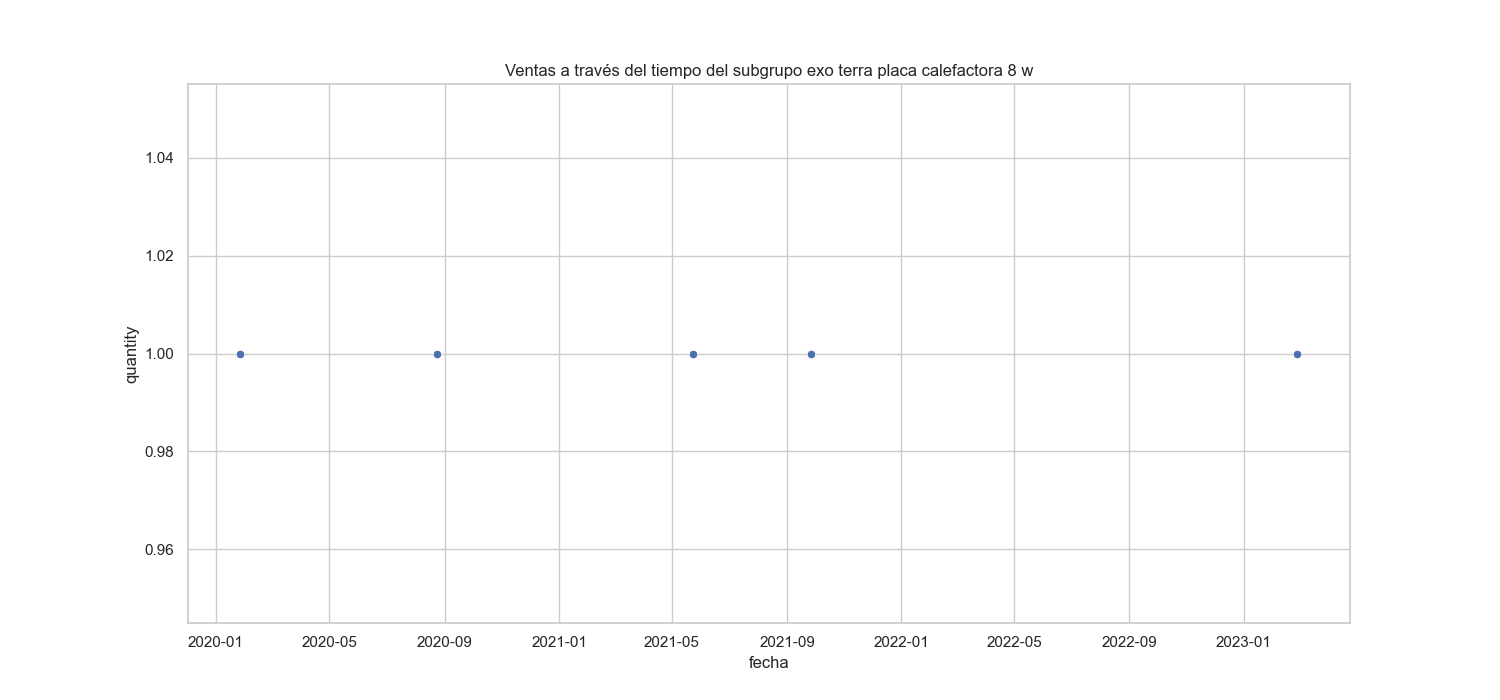 Ventas a través del tiempo del subgrupo exo terra placa calefactora 8 w
1.04
1.02
1.00
0.98
0.96
quantity
2020-01 2020-05 2020-09 2021-01 2021-05 2021-09 2022-01 2022-05 2022-09 2023-01
fecha